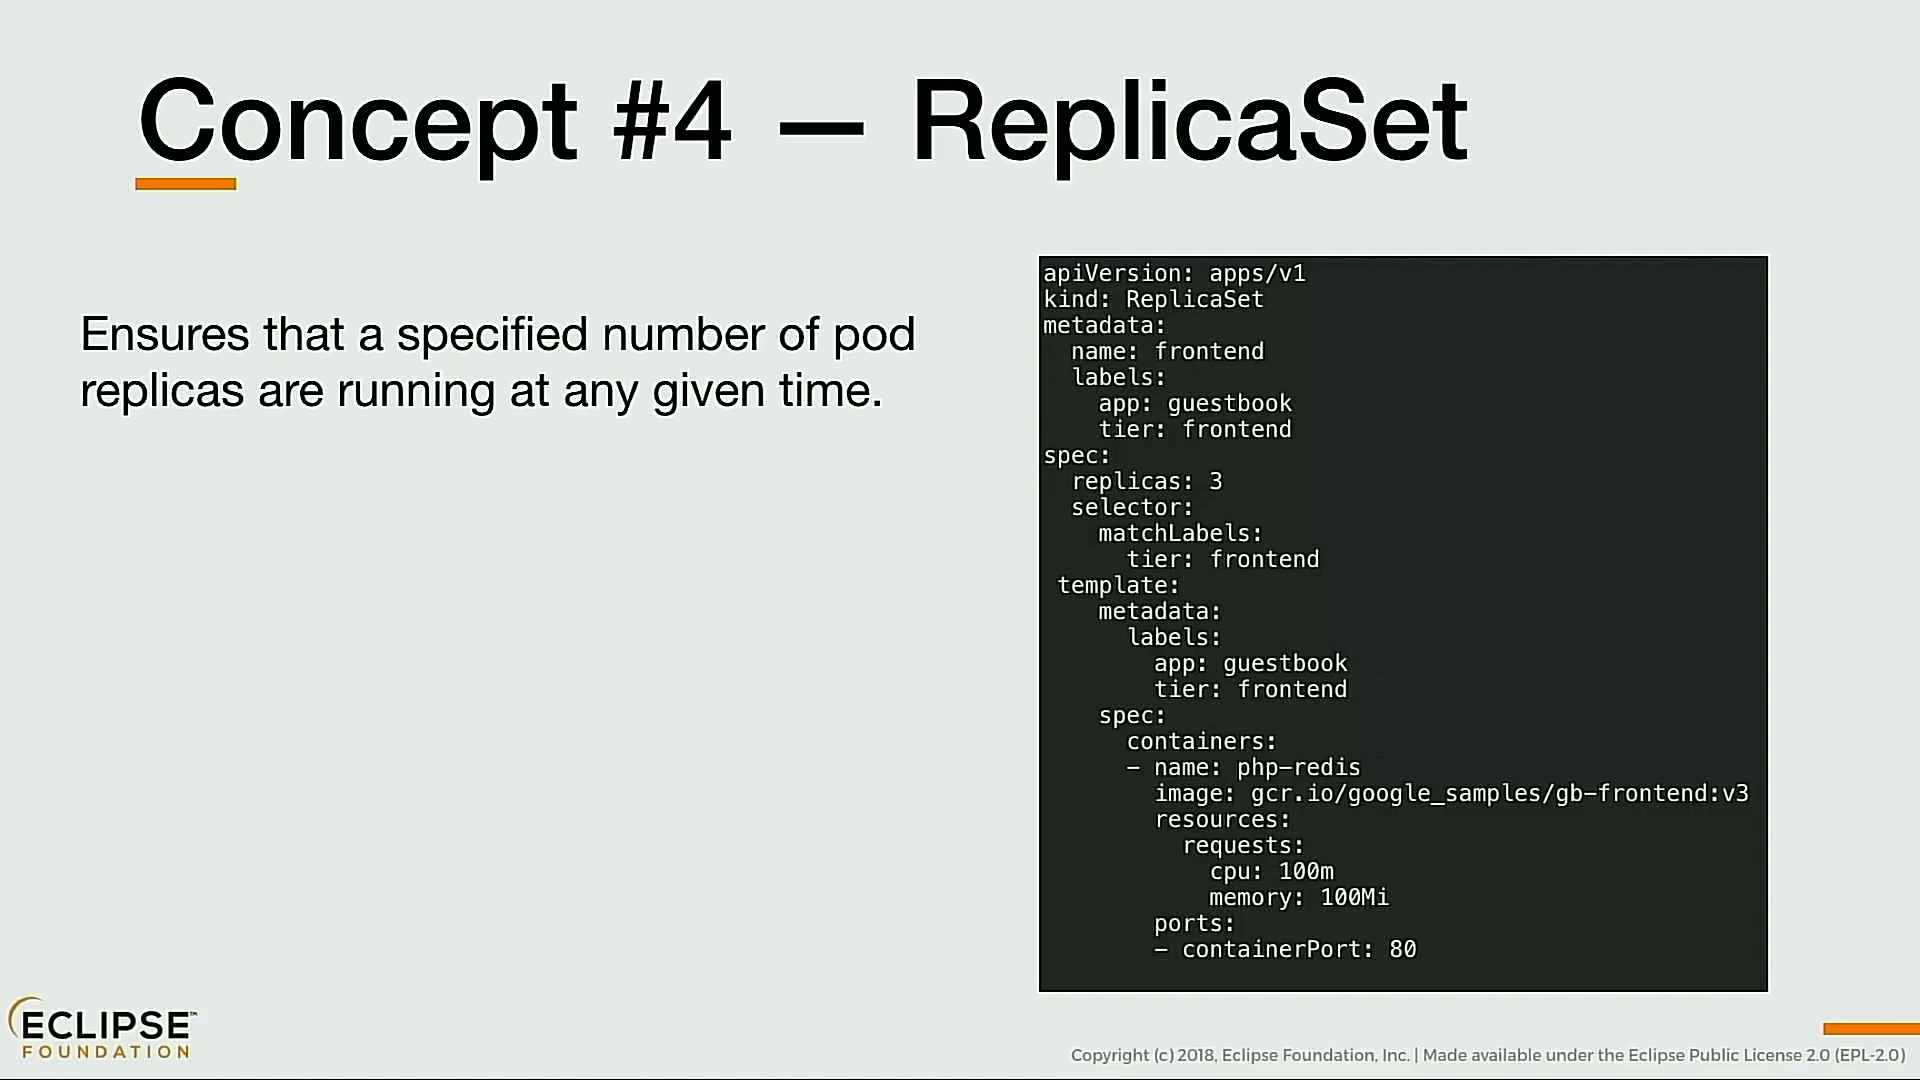 Concept #4 — ReplicaSet
Ensures that a specified number of pod
replicas are running at any given time.
apiVersion: apps/v1
kind: ReplicaSet
metadata:
  name: frontend
  labels:
    app: guestbook
    tier: frontend
spec:
  replicas: 3
  selector:
    matchLabels:
      tier: frontend
 template:
    metadata:
      labels:
        app: guestbook
        tier: frontend
    spec:
      containers:
      - name: php-redis
        image: gcr.io/google_samples/gb-frontend:v3
        resources:
          requests:
            cpu: 100m
            memory: 100Mi
        ports:
        - containerPort: 80
ECLIPSE™
FOUNDATION
Copyright (c) 2018, Eclipse Foundation, Inc. | Made available under the Eclipse Public License 2.0 (EPL-2.0)